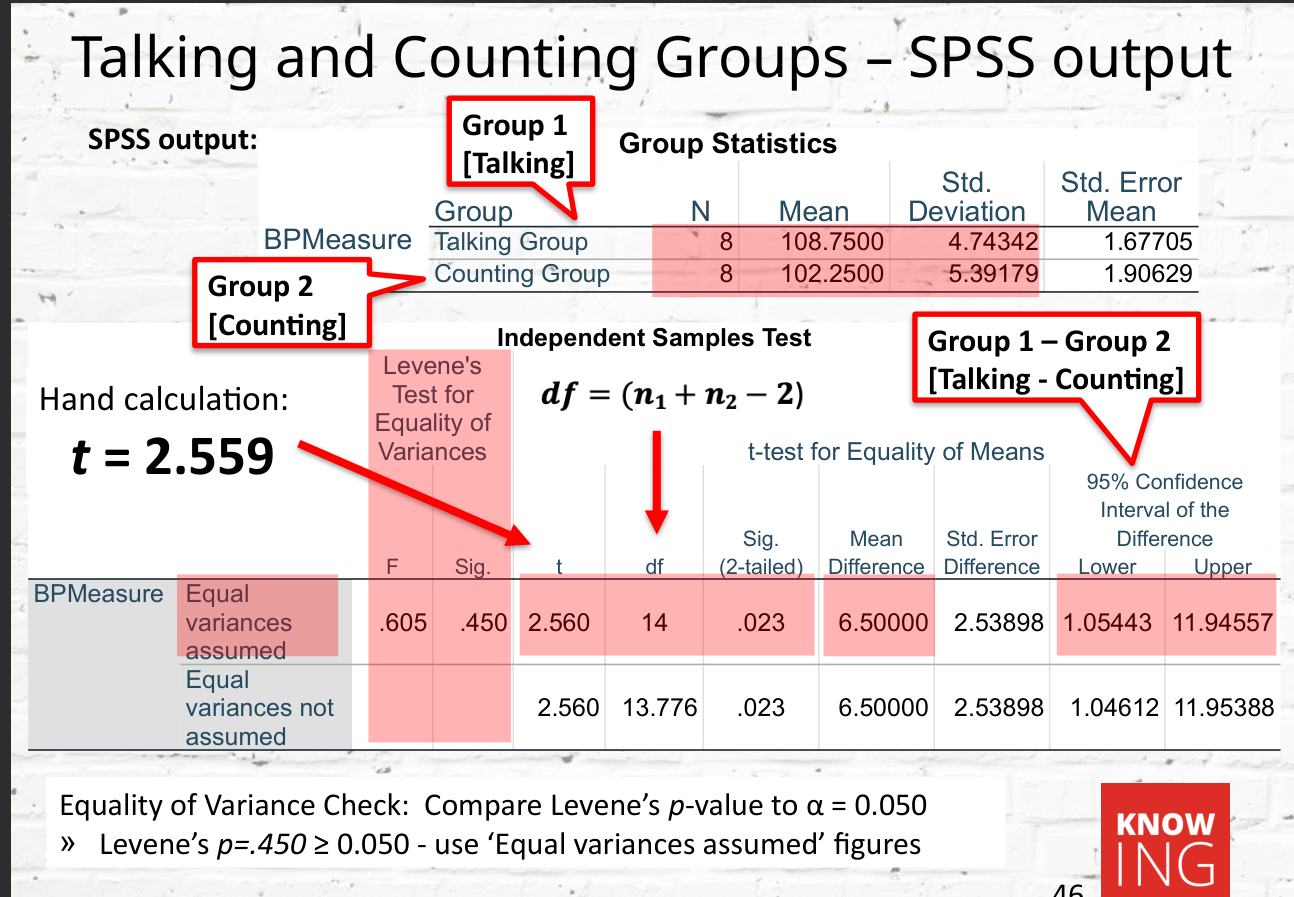 Talking and Counting Groups – SPSS output
SPSS output:
Group 1
[Talking]
Group Statistics
Group N Mean Std. Deviation Std. Error Mean
BPMeasure Talking Group 8 108.7500 4.74342 1.67705
Counting Group 8 102.2500 5.39179 1.90629
Group 2
[Counting]
Independent Samples Test
Group 1 – Group 2
[Talking - Counting]
Hand calculation:
t = 2.559
Levene's
Test for
Equality of
Variances
df = (n₁ + n₂ − 2)
t-test for Equality of Means
95% Confidence
Interval of the
Difference
F Sig. t df Sig. (2-tailed) Mean Difference Std. Error Difference Lower Upper
BPMeasure Equal variances assumed .605 .450 2.560 14 .023 6.50000 2.53898 1.05443 11.94557
Equal variances not assumed 2.560 13.776 .023 6.50000 2.53898 1.04612 11.95388
Equality of Variance Check: Compare Levene’s p-value to α = 0.050
» Levene’s p=.450 ≥ 0.050 - use ‘Equal variances assumed’ figures
KNOW
ING
46